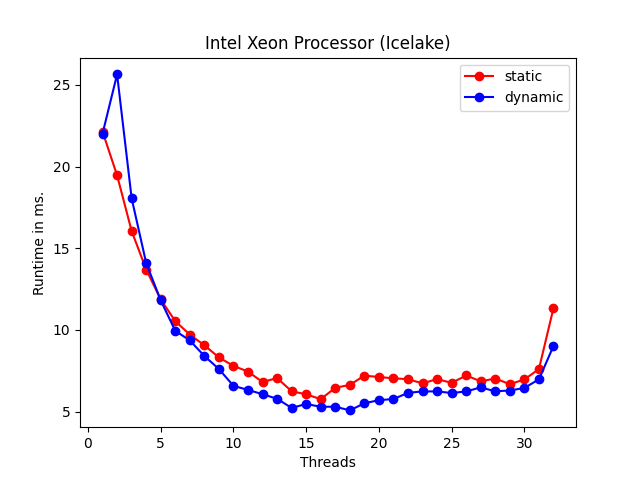 Intel Xeon Processor (Icelake)
static
dynamic
Runtime in ms.
25
20
15
10
5
0
5
10
15
20
25
30
Threads